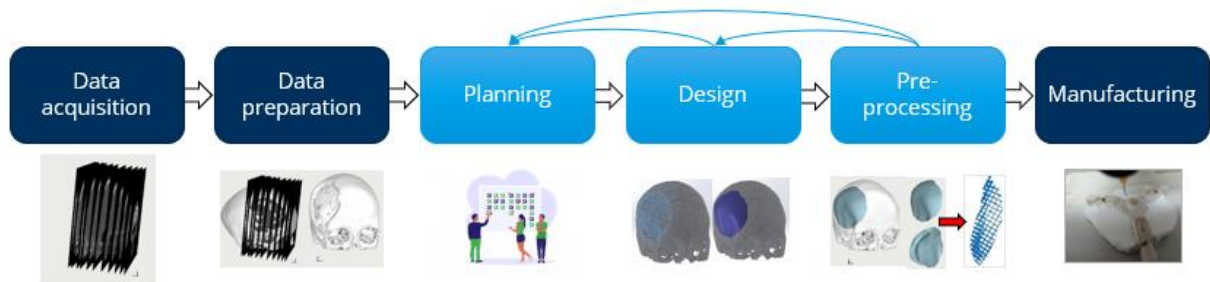 Data
acquisition
Data
preparation
Planning
Design
Pre-
processing
Manufacturing